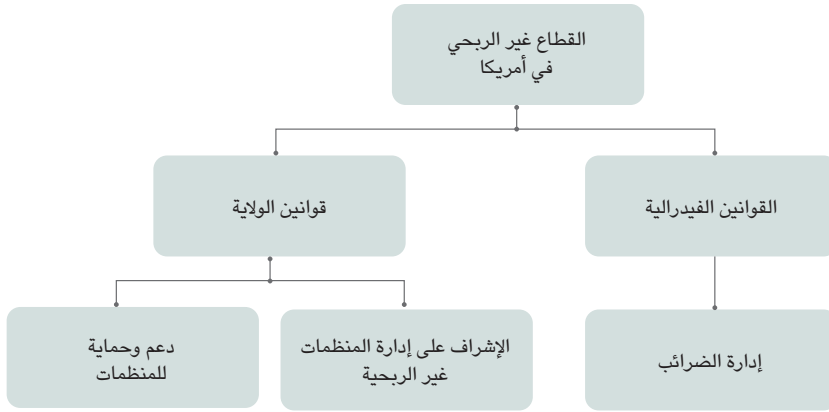 القطاع غير الربحي
في أمريكا
القوانين الفيدرالية
قوانين الولاية
إدارة الضرائب
الإشراف على إدارة المنظمات
غير الربحية
دعم وحماية
للمنظمات